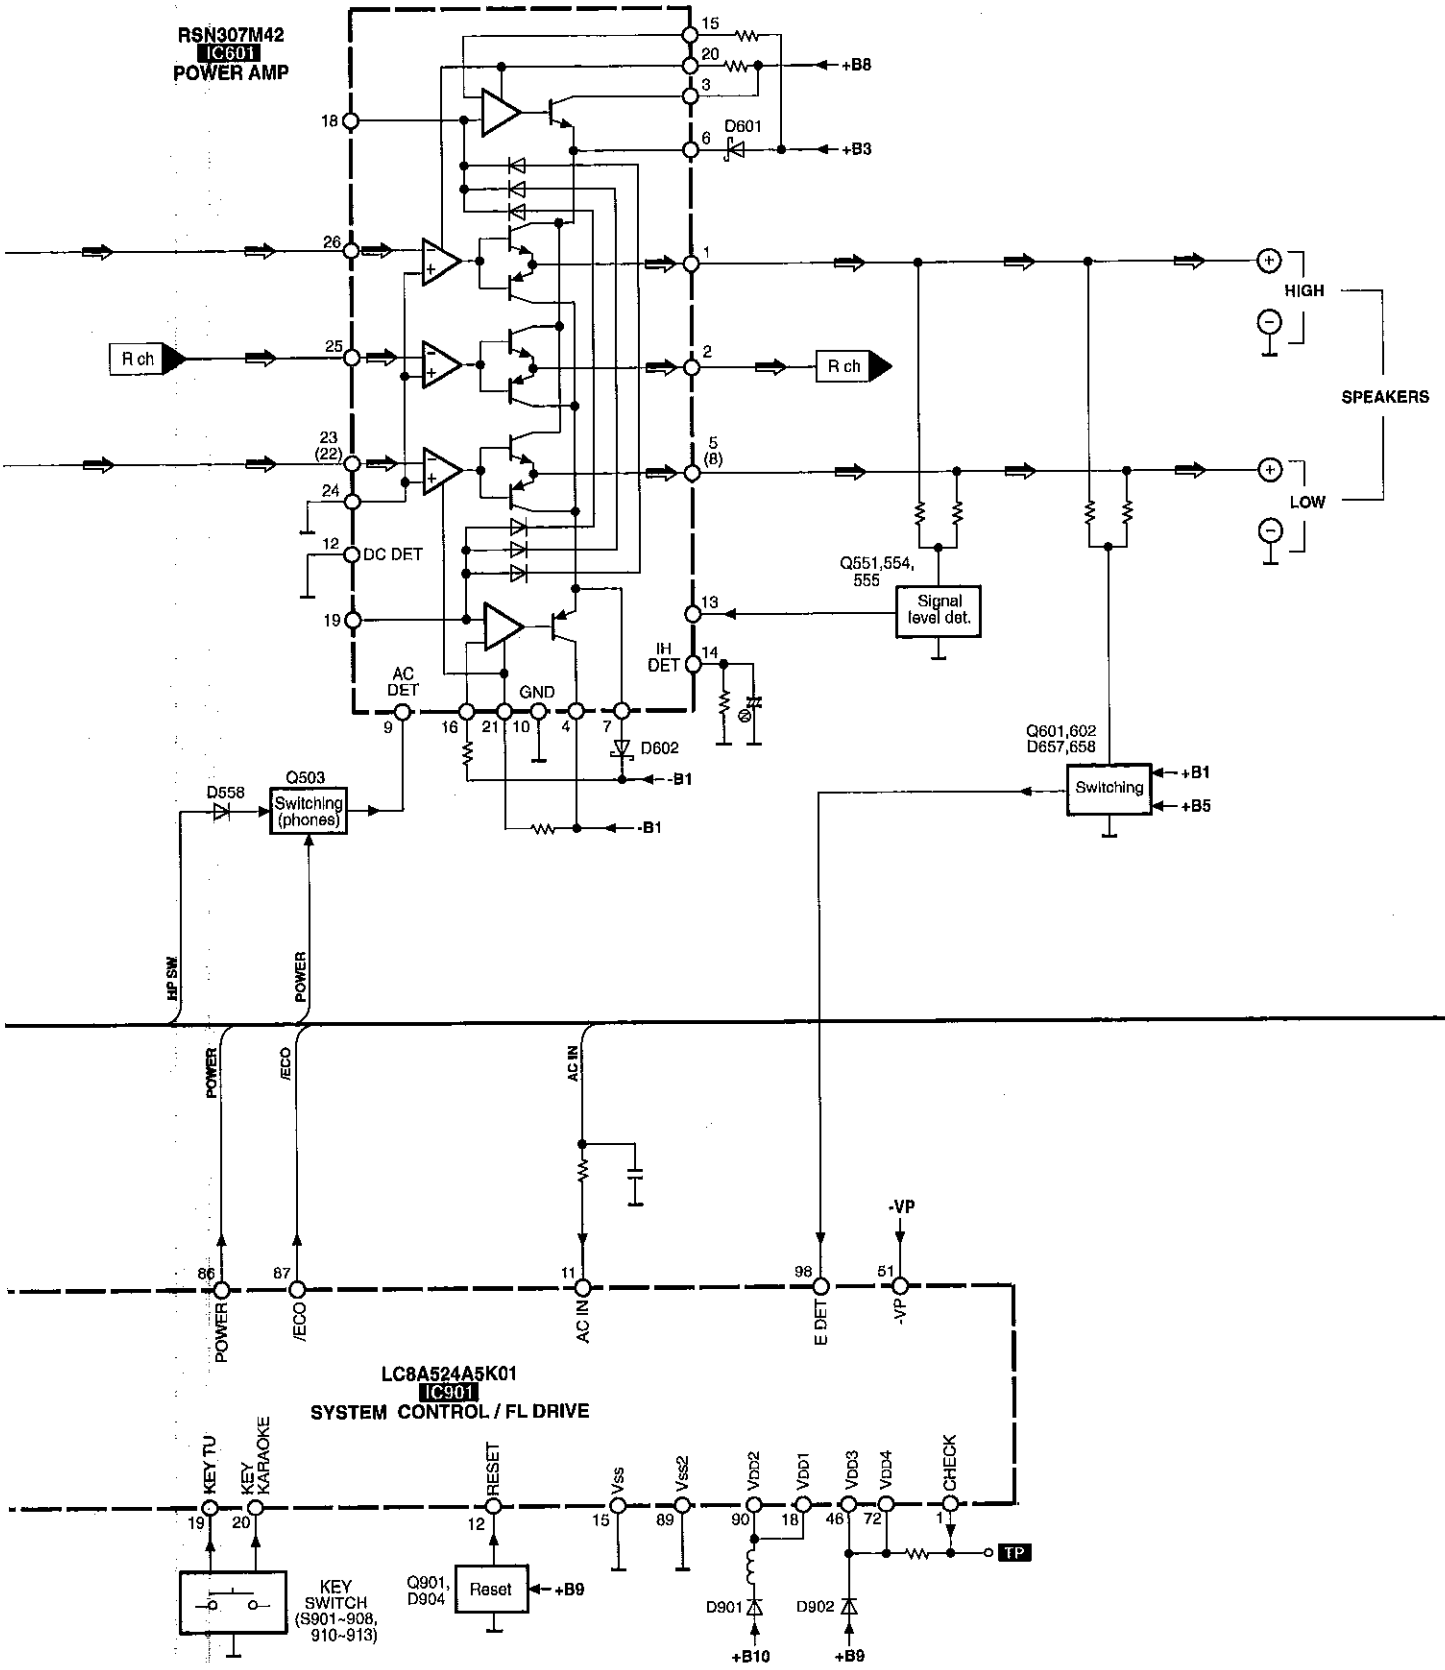 RSN307M42
IC601
POWER AMP
15
20
+B8
3
18
6
D601
+B3
26
- +
1
+
HIGH
-
R ch
25
- +
2
R ch
SPEAKERS
23
(22)
- +
5
(8)
+
LOW
-
24
12
DC DET
Q551,554,
555
Signal
level det.
13
19
IH
DET
14
AC
DET
GND
9
16
21
10
4
7
D602
-B1
Q601,602
D657,658
Switching
+B1
+B5
D558
Q503
Switching
(phones)
-B1
HP SW
POWER
POWER
/ECO
AC IN
-VP
86
87
11
98
51
POWER
/ECO
AC IN
E DET
-VP
LC8A524A5K01
IC901
SYSTEM CONTROL / FL DRIVE
KEY TU
KEY
KARAOKE
RESET
Vss
Vss2
VDD2
VDD1
VDD3
VDD4
CHECK
19
20
12
15
89
90
18
46
72
1
TP
KEY
SWITCH
(S901~908,
910~913)
Q901,
D904
Reset
+B9
D901
D902
+B10
+B9